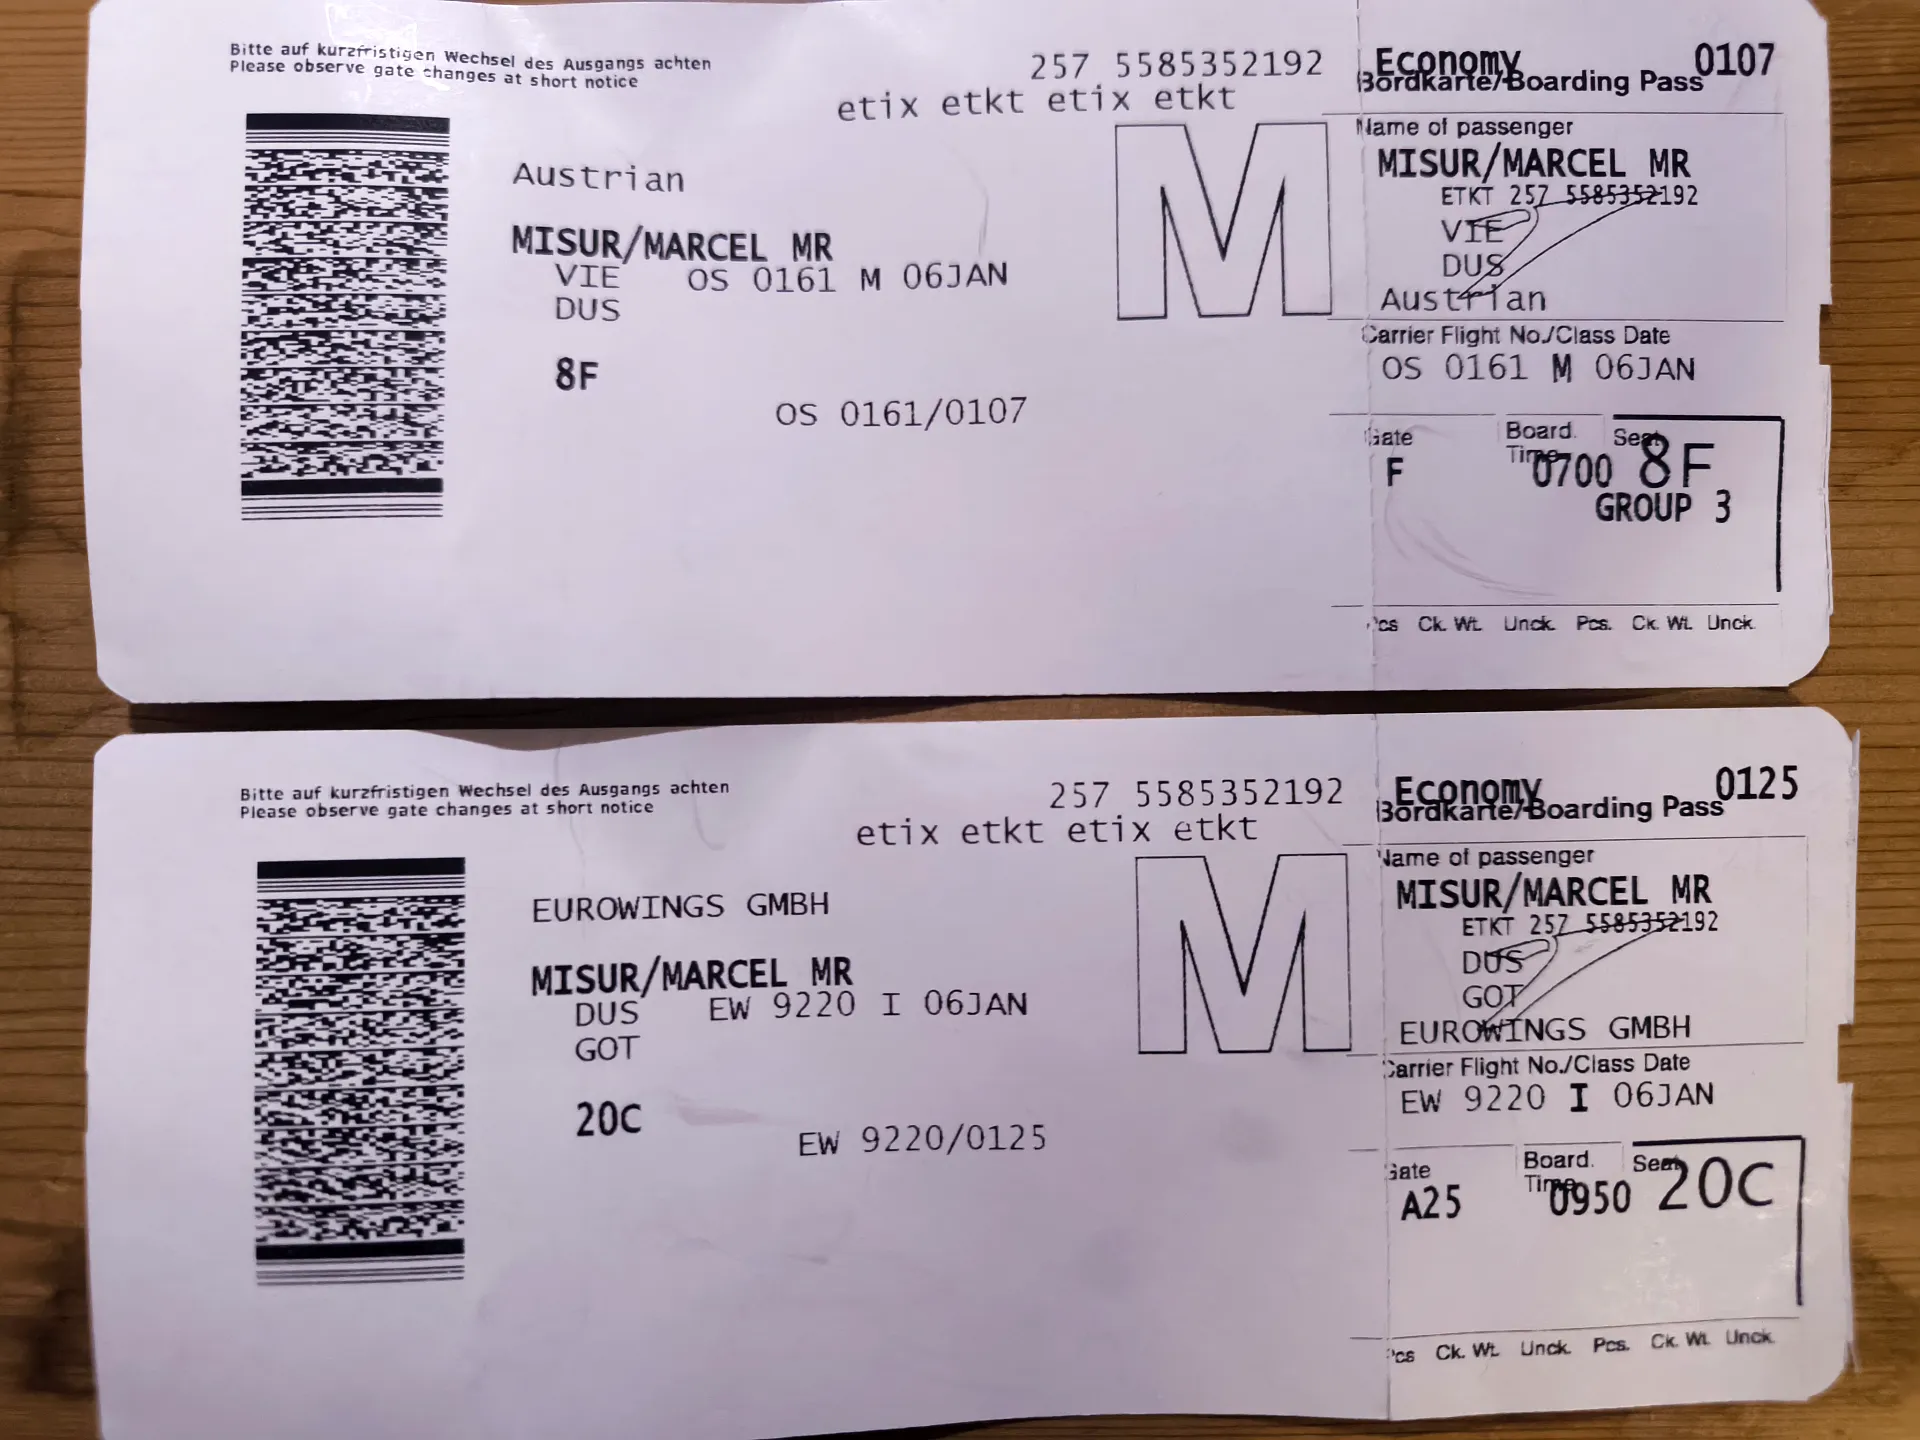 Bitte auf kurzfristigen Wechsel des Ausgangs achten
Please observe gate changes at short notice
257 5585352192
etix etkt etix etkt
Austrian
MISUR/MARCEL MR
VIE OS 0161 M 06JAN
DUS
8F
OS 0161/0107
M
Economy 0107
Bordkarte/Boarding Pass
Name of passenger
MISUR/MARCEL MR
ETKT 257 5585352192
VIE
DUS
Austrian
Carrier Flight No./Class Date
OS 0161 M 06JAN
Gate Board. Time Seat
F 0700 8F
GROUP 3
Pcs Ck. Wt. Unck. Pcs. Ck. Wt. Unck.
Bitte auf kurzfristigen Wechsel des Ausgangs achten
Please observe gate changes at short notice
257 5585352192
etix etkt etix etkt
EUROWINGS GMBH
MISUR/MARCEL MR
DUS EW 9220 I 06JAN
GOT
20C
EW 9220/0125
M
Economy 0125
Bordkarte/Boarding Pass
Name of passenger
MISUR/MARCEL MR
ETKT 257 5585352192
DUS
GOT
EUROWINGS GMBH
Carrier Flight No./Class Date
EW 9220 I 06JAN
Gate Board. Time Seat
A25 0950 20C
Pcs Ck. Wt. Unck. Pcs. Ck. Wt. Unck.